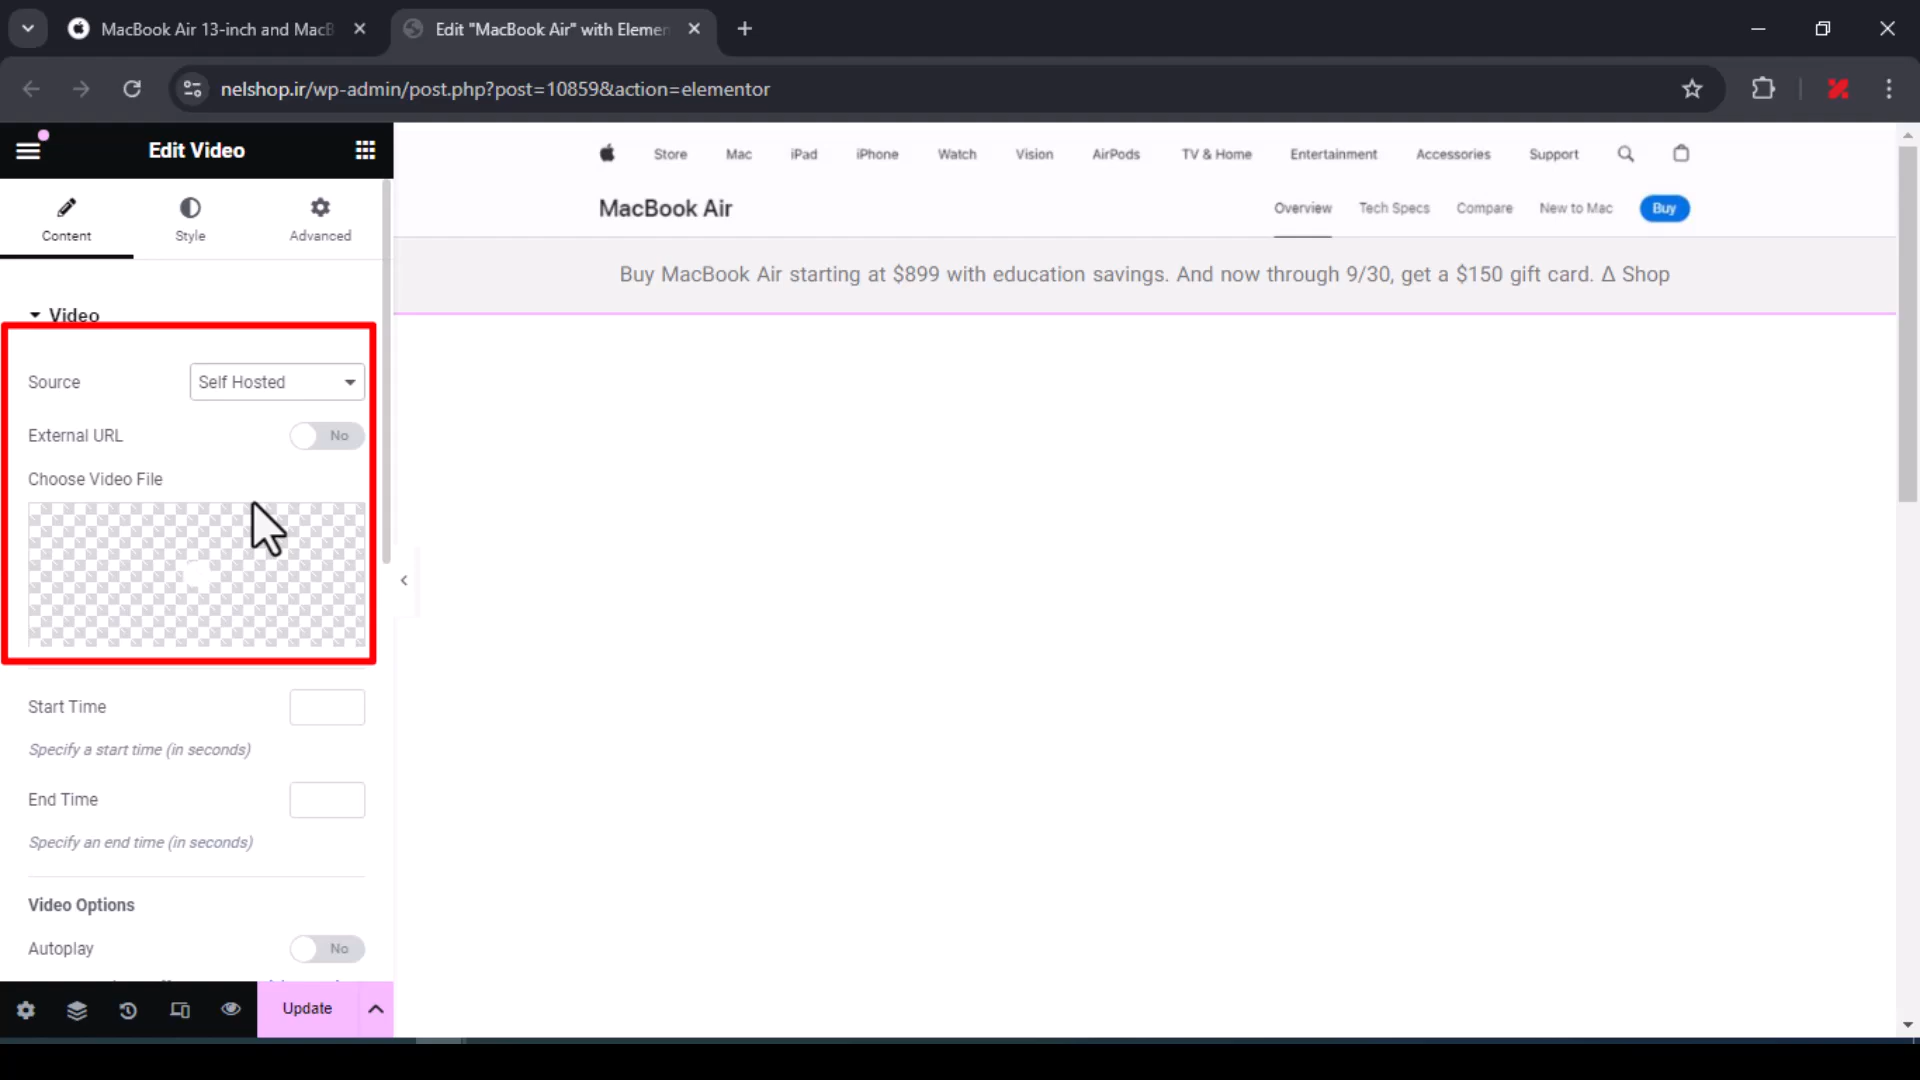 MacBook Air 13-inch and MacB
Edit "MacBook Air" with Elemen
nelshop.ir/wp-admin/post.php?post=10859&action=elementor
Edit Video
Content
Style
Advanced
Video
Source
Self Hosted
External URL
No
Choose Video File
Start Time
Specify a start time (in seconds)
End Time
Specify an end time (in seconds)
Video Options
Autoplay
No
Update
Store Mac iPad iPhone Watch Vision AirPods TV & Home Entertainment Accessories Support
MacBook Air
Overview Tech Specs Compare New to Mac Buy
Buy MacBook Air starting at $899 with education savings. And now through 9/30, get a $150 gift card. Δ Shop